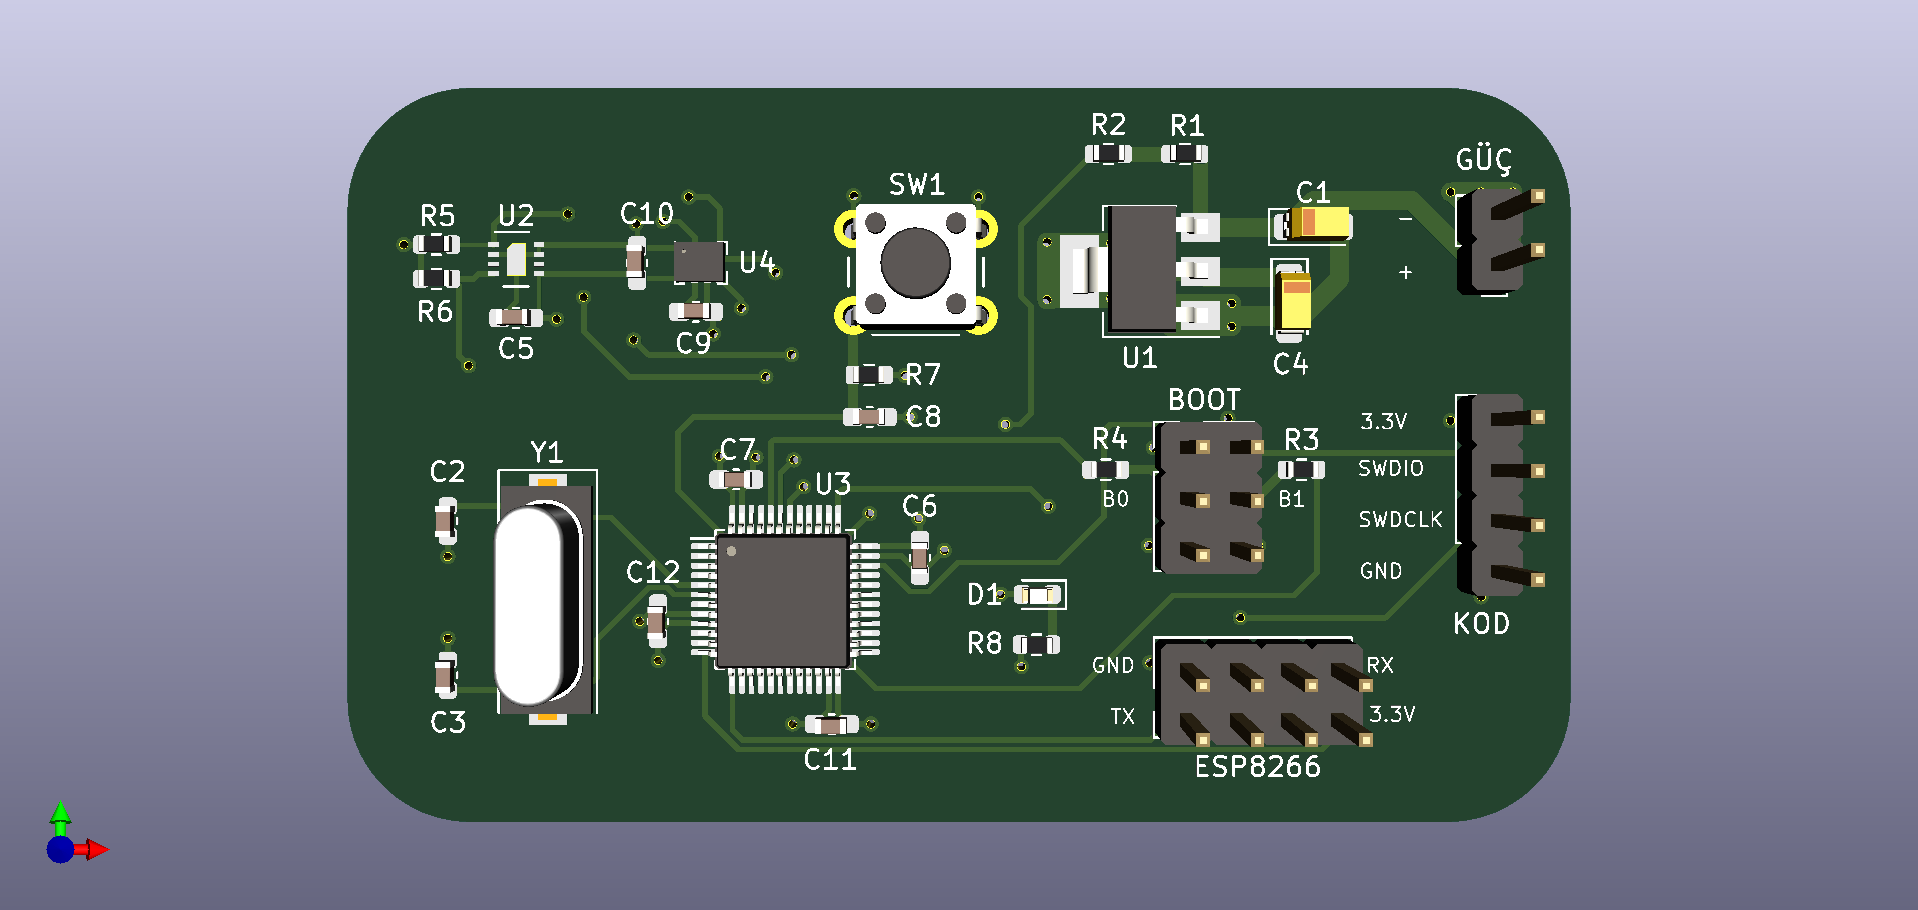 R2
R1
GÜÇ
SW1
C1
R5
U2
C10
−
U4
+
R6
C5
C9
U1
C4
R7
BOOT
C8
3.3V
Y1
C7
R4
R3
C2
U3
SWDIO
C6
B0
B1
SWDCLK
C12
GND
D1
KOD
R8
GND
RX
C3
TX
3.3V
C11
ESP8266